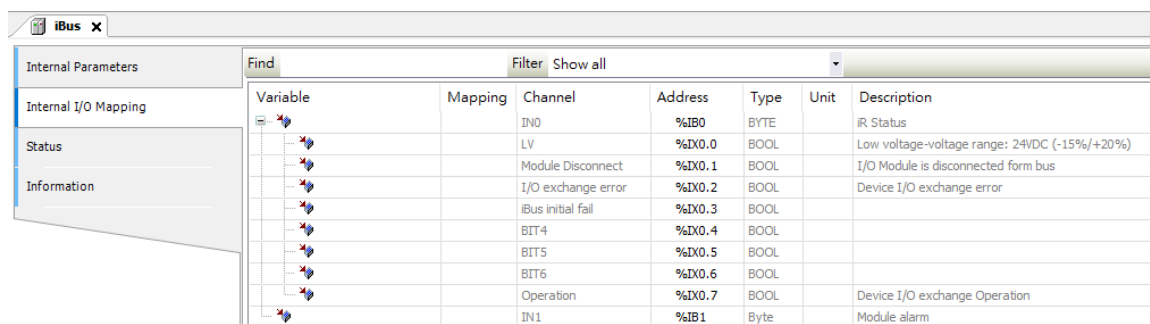 iBus X
Internal Parameters
Internal I/O Mapping
Status
Information
Find Filter Show all
Variable Mapping Channel Address Type Unit Description
IN0 %IB0 BYTE iR Status
LV %IX0.0 BOOL Low voltage-voltage range: 24VDC (-15%/+20%)
Module Disconnect %IX0.1 BOOL I/O Module is disconnected form bus
I/O exchange error %IX0.2 BOOL Device I/O exchange error
iBus initial fail %IX0.3 BOOL
BIT4 %IX0.4 BOOL
BIT5 %IX0.5 BOOL
BIT6 %IX0.6 BOOL
Operation %IX0.7 BOOL Device I/O exchange Operation
IN1 %IB1 Byte Module alarm